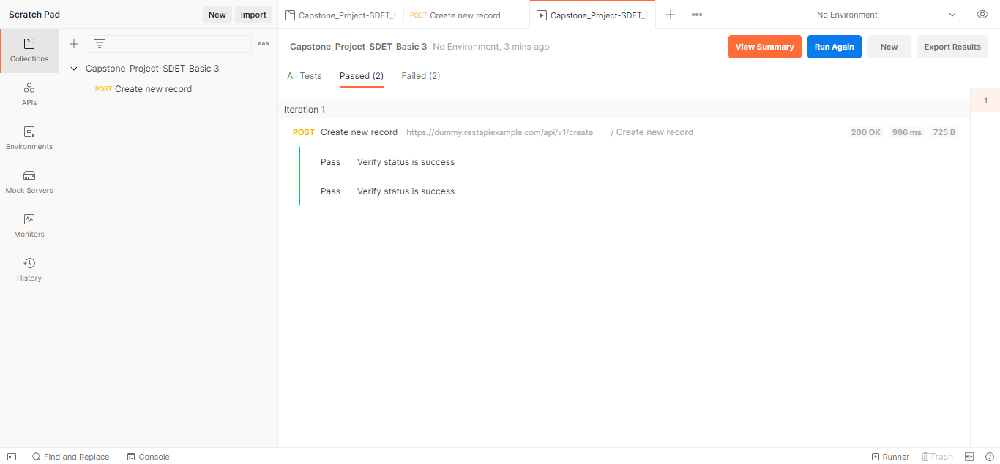 Scratch Pad
New
Import
Capstone_Project-SDET_E
POST Create new record
Capstone_Project-SDET_E
No Environment
Collections
APIs
Environments
Mock Servers
Monitors
History
Capstone_Project-SDET_Basic 3
POST Create new record
Capstone_Project-SDET_Basic 3 No Environment, 3 mins ago
View Summary
Run Again
New
Export Results
All Tests
Passed (2)
Failed (2)
1
Iteration 1
POST Create new record https://dummy.restapiexample.com/api/v1/create / Create new record 200 OK 996 ms 725 B
Pass Verify status is success
Pass Verify status is success
Find and Replace
Console
Runner
Trash